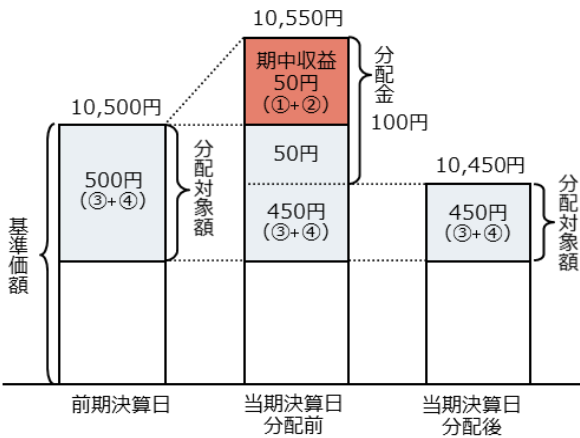 10,550円
期中収益
50円
(①+②)
分配金
100円
10,500円
50円
10,450円
500円
(③+④)
分配対象額
450円
(③+④)
450円
(③+④)
分配対象額
基準価額
前期決算日
当期決算日
分配前
当期決算日
分配後